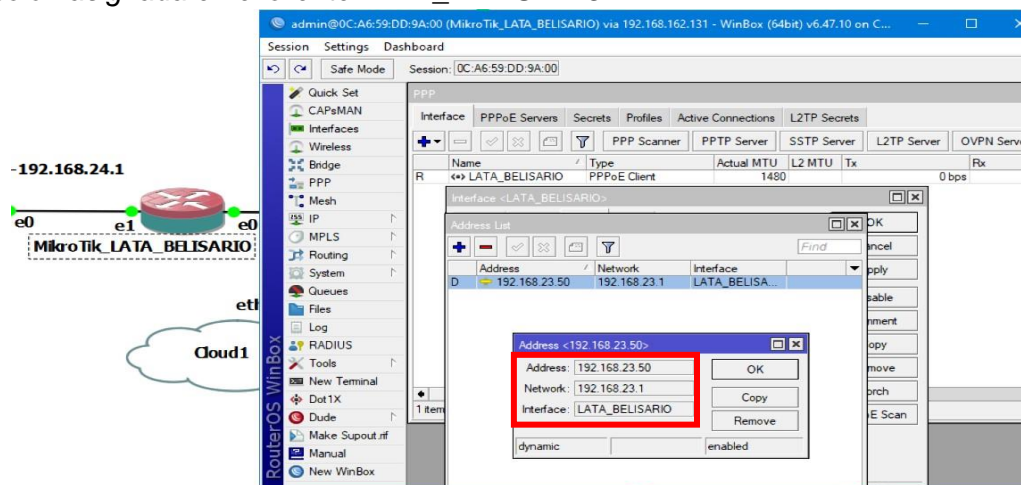 admin@0C:A6:59:DD:9A:00 (MikroTik_LATA_BELISARIO) via 192.168.162.131 - WinBox (64bit) v6.47.10 on C...
Session Settings Dashboard
Safe Mode Session: 0C:A6:59:DD:9A:00
Quick Set
CAPsMAN
Interfaces
Wireless
Bridge
PPP
Mesh
IP
MPLS
Routing
System
Queues
Files
Log
RADIUS
Tools
New Terminal
Dot1X
Dude
Make Supout.rif
Manual
New WinBox
RouterOS WinBox
-192.168.24.1
e0 e1 e0
MikroTik_LATA_BELISARIO
eth
Cloud1
PPP
Interface PPPoE Servers Secrets Profiles Active Connections L2TP Secrets
PPP Scanner PPTP Server SSTP Server L2TP Server OVPN Serv
Name Type Actual MTU L2 MTU Tx Rx
R <-> LATA_BELISARIO PPPoE Client 1480 0 bps
1 item
Interface <LATA_BELISARIO>
OK
ancel
pply
sable
mment
opy
move
orch
E Scan
Address List
Find
Address Network Interface
D 192.168.23.50 192.168.23.1 LATA_BELISA...
Address <192.168.23.50>
Address: 192.168.23.50 OK
Network: 192.168.23.1 Copy
Interface: LATA_BELISARIO Remove
dynamic enabled